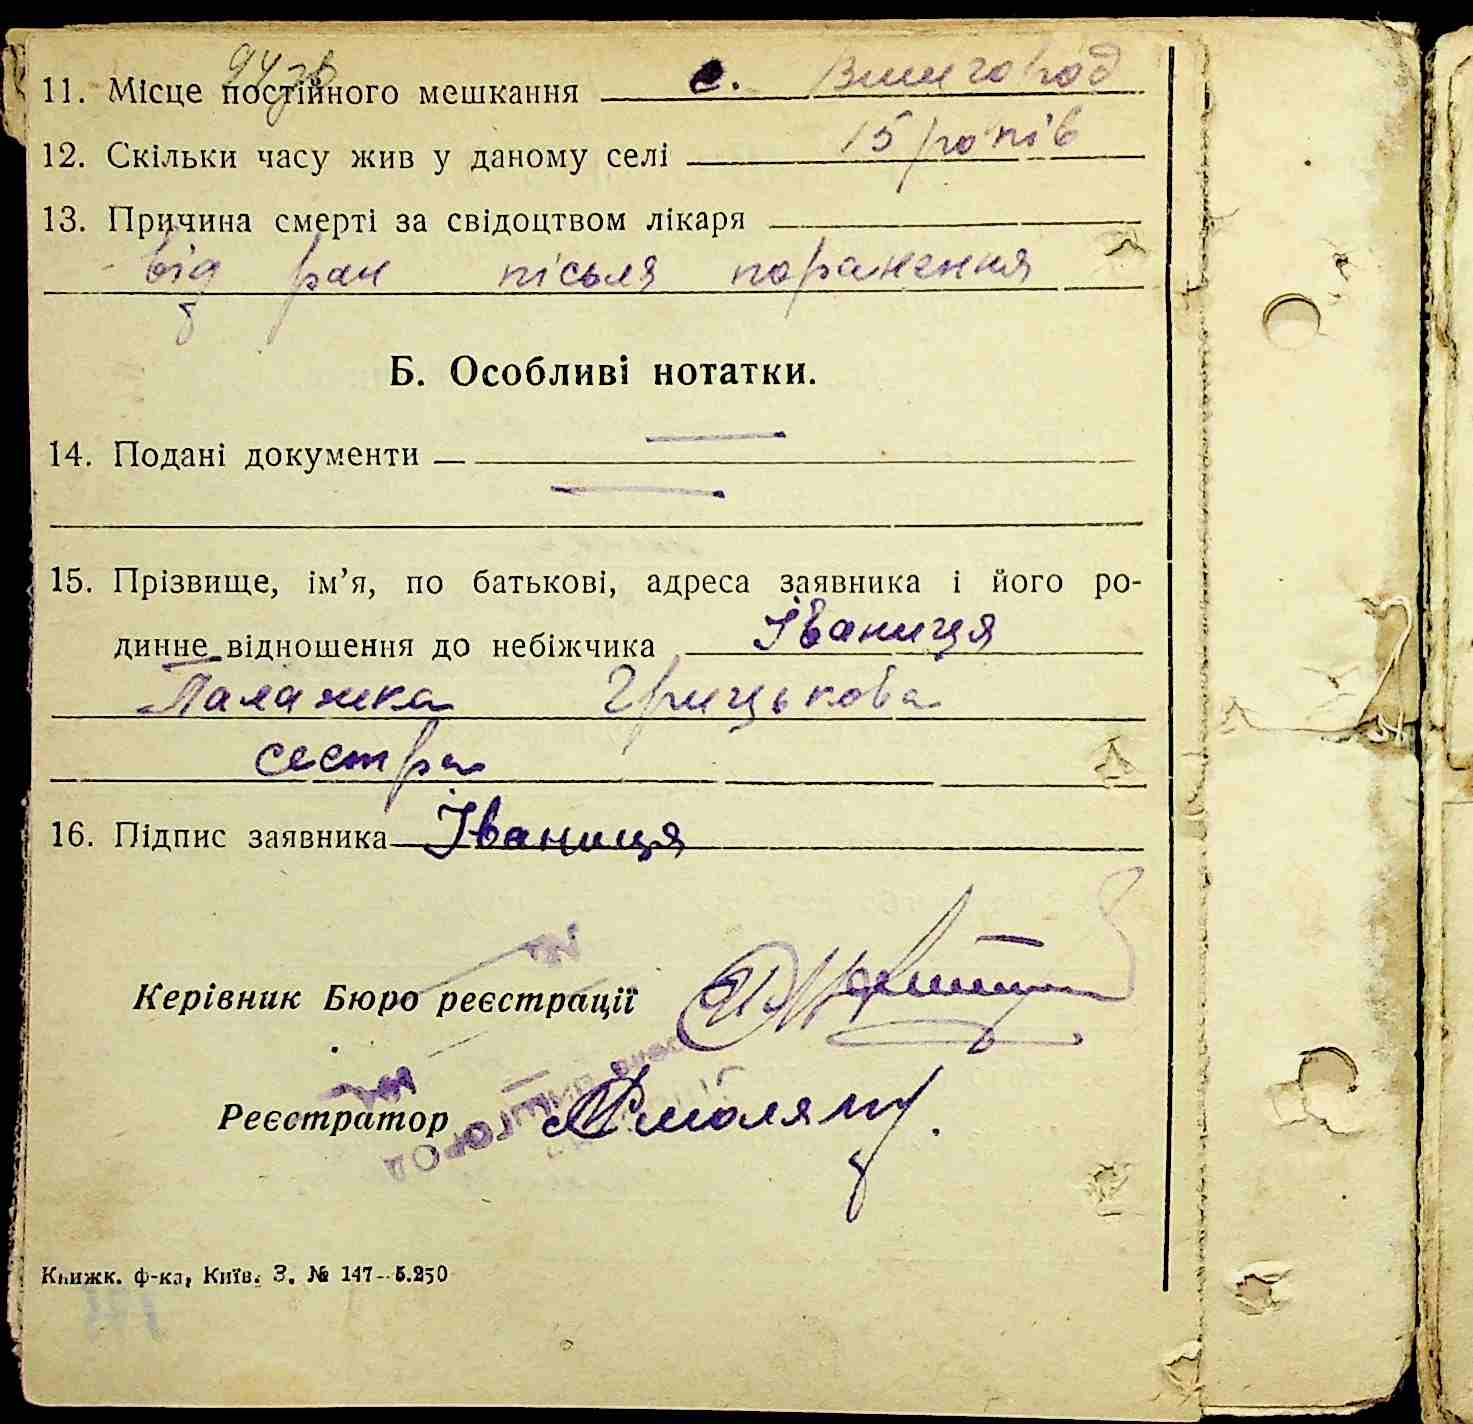 94зв
11. Місце постійного мешкання с. Вишгород
12. Скільки часу жив у даному селі 15 років
13. Причина смерті за свідоцтвом лікаря
від ран після пораненння
Б. Особливі нотатки.
14. Подані документи
15. Прізвище, ім’я, по батькові, адреса заявника і його ро-
динне відношення до небіжчика Іваниця
Палажка Грицькова
сестра
16. Підпис заявника Іваниця
Керівник Бюро реєстрації
Реєстратор
Книжк. ф-ка, Київ. З. № 147--5.250